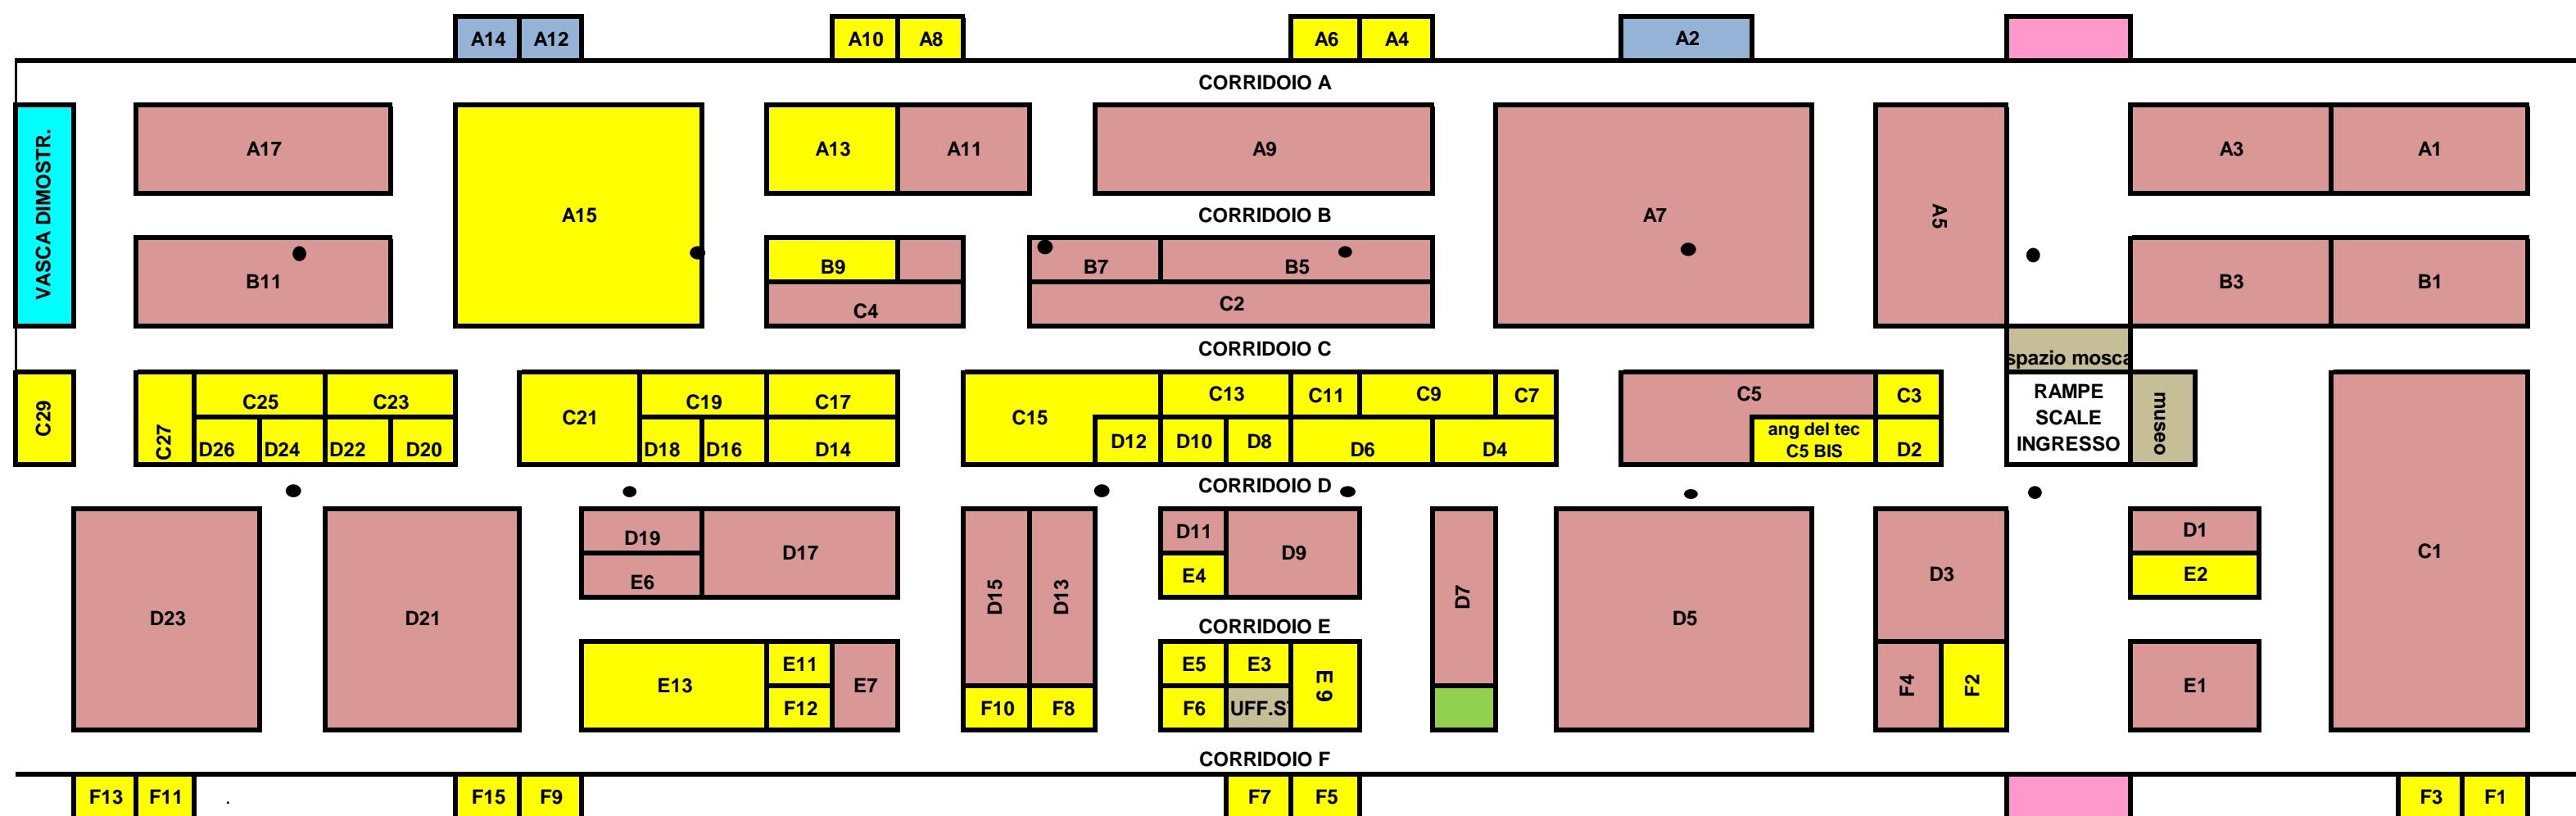 A14 A12 A10 A8 A6 A4 A2
CORRIDOIO A
VASCA DIMOSTR.
A17 A15 A13 A11 A9 A7 A5 A3 A1
CORRIDOIO B
B11 B9 B7 B5 B3 B1
C4 C2
CORRIDOIO C
spazio mosca
C29 C27 C25 C23 C21 C19 C17 C15 C13 C11 C9 C7 C5 C3
RAMPE
SCALE
INGRESSO
museo
D26 D24 D22 D20 D18 D16 D14 D12 D10 D8 D6 D4
ang del tec
C5 BIS
D2
CORRIDOIO D
D23 D21 D19 D17 D15 D13 D11 D9 D7 D5 D3 D1 C1
E6 E4 E2
CORRIDOIO E
E13 E11 E7 E5 E3 E 9 F4 F2 E1
F12 F10 F8 F6 UFF.S
CORRIDOIO F
F13 F11 . F15 F9 F7 F5 F3 F1